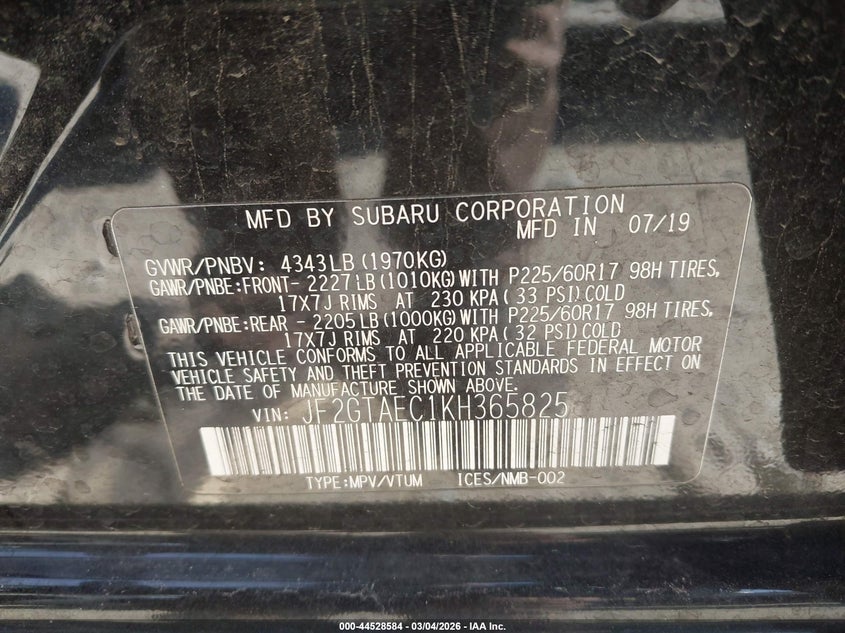 MFD BY SUBARU CORPORATION
MFD IN 07/19
GVWR/PNBV: 4343LB(1970KG)
GAWR/PNBE:FRONT- 2227LB(1010KG)WITH P225/60R17 98H TIRES,
17X7J RIMS AT 230 KPA( 33 PSI)COLD
GAWR/PNBE:REAR - 2205LB(1000KG)WITH P225/60R17 98H TIRES,
17X7J RIMS AT 220 KPA( 32 PSI)COLD
THIS VEHICLE CONFORMS TO ALL APPLICABLE FEDERAL MOTOR
VEHICLE SAFETY AND THEFT PREVENTION STANDARDS IN EFFECT ON
THE DATE OF MANUFACTURE SHOWN ABOVE.
VIN: JF2GTAEC1KH365825
TYPE:MPV/VTUM ICES/NMB-002
000-44528584 - 03/04/2026 - IAA Inc.